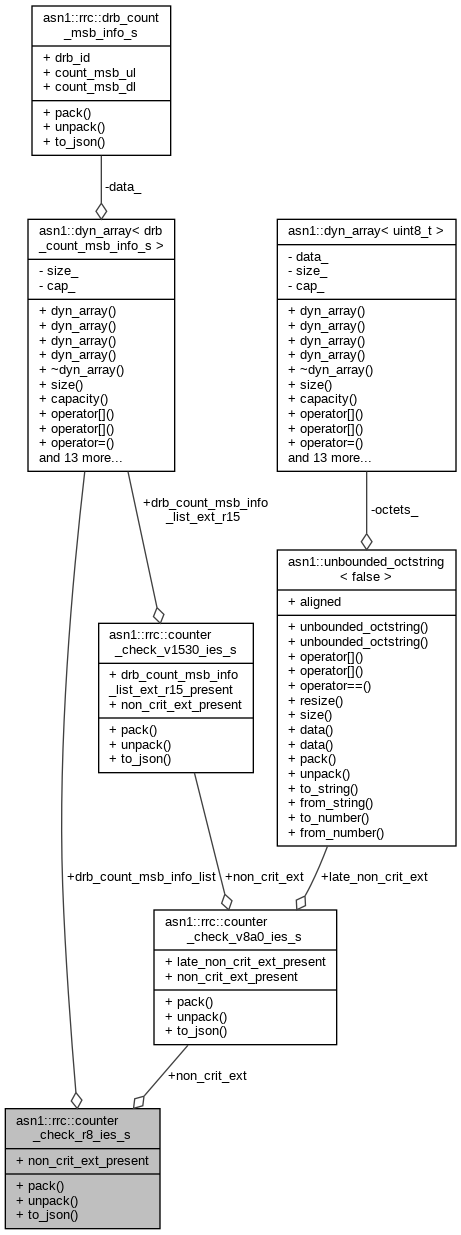 asn1::rrc::drb_count
_msb_info_s
+ drb_id
+ count_msb_ul
+ count_msb_dl
+ pack()
+ unpack()
+ to_json()
-data_
asn1::dyn_array< drb
_count_msb_info_s >
- size_
- cap_
+ dyn_array()
+ dyn_array()
+ dyn_array()
+ dyn_array()
+ ~dyn_array()
+ size()
+ capacity()
+ operator[]()
+ operator[]()
+ operator=()
and 13 more...
asn1::dyn_array< uint8_t >
- data_
- size_
- cap_
+ dyn_array()
+ dyn_array()
+ dyn_array()
+ dyn_array()
+ ~dyn_array()
+ size()
+ capacity()
+ operator[]()
+ operator[]()
+ operator=()
and 13 more...
+drb_count_msb_info
_list_ext_r15
-octets_
asn1::rrc::counter
_check_v1530_ies_s
+ drb_count_msb_info
_list_ext_r15_present
+ non_crit_ext_present
+ pack()
+ unpack()
+ to_json()
asn1::unbounded_octstring
< false >
+ aligned
+ unbounded_octstring()
+ unbounded_octstring()
+ operator[]()
+ operator[]()
+ operator==()
+ resize()
+ size()
+ data()
+ data()
+ pack()
+ unpack()
+ to_string()
+ from_string()
+ to_number()
+ from_number()
+drb_count_msb_info_list
+non_crit_ext
+late_non_crit_ext
asn1::rrc::counter
_check_v8a0_ies_s
+ late_non_crit_ext_present
+ non_crit_ext_present
+ pack()
+ unpack()
+ to_json()
+non_crit_ext
asn1::rrc::counter
_check_r8_ies_s
+ non_crit_ext_present
+ pack()
+ unpack()
+ to_json()